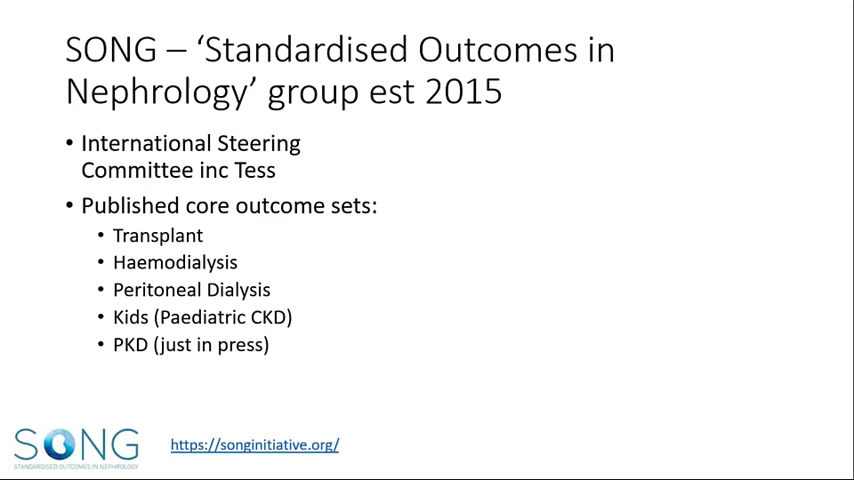 SONG – ‘Standardised Outcomes in
Nephrology’ group est 2015
• International Steering
Committee inc Tess
• Published core outcome sets:
• Transplant
• Haemodialysis
• Peritoneal Dialysis
• Kids (Paediatric CKD)
• PKD (just in press)
SONG
STANDARDISED OUTCOMES IN NEPHROLOGY
https://songinitiative.org/